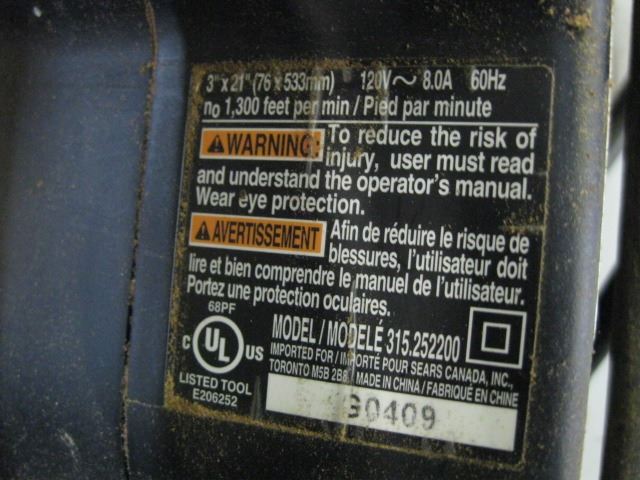 3" x 21" (76 x 533mm) 120V~ 8.0A 60Hz
no 1,300 feet per min / Pied par minute
WARNING: To reduce the risk of
injury, user must read
and understand the operator's manual.
Wear eye protection.
AVERTISSEMENT Afin de réduire le risque de
blessures, l'utilisateur doit
lire et bien comprendre le manuel de l'utilisateur.
Portez une protection oculaires.
68PF
C UL US
LISTED TOOL
E206252
MODEL / MODELÉ 315.252200
IMPORTED FOR / IMPORTÉ POUR SEARS CANADA, INC.,
TORONTO M5B 2B8 MADE IN CHINA / FABRIQUÉ EN CHINE
G0409